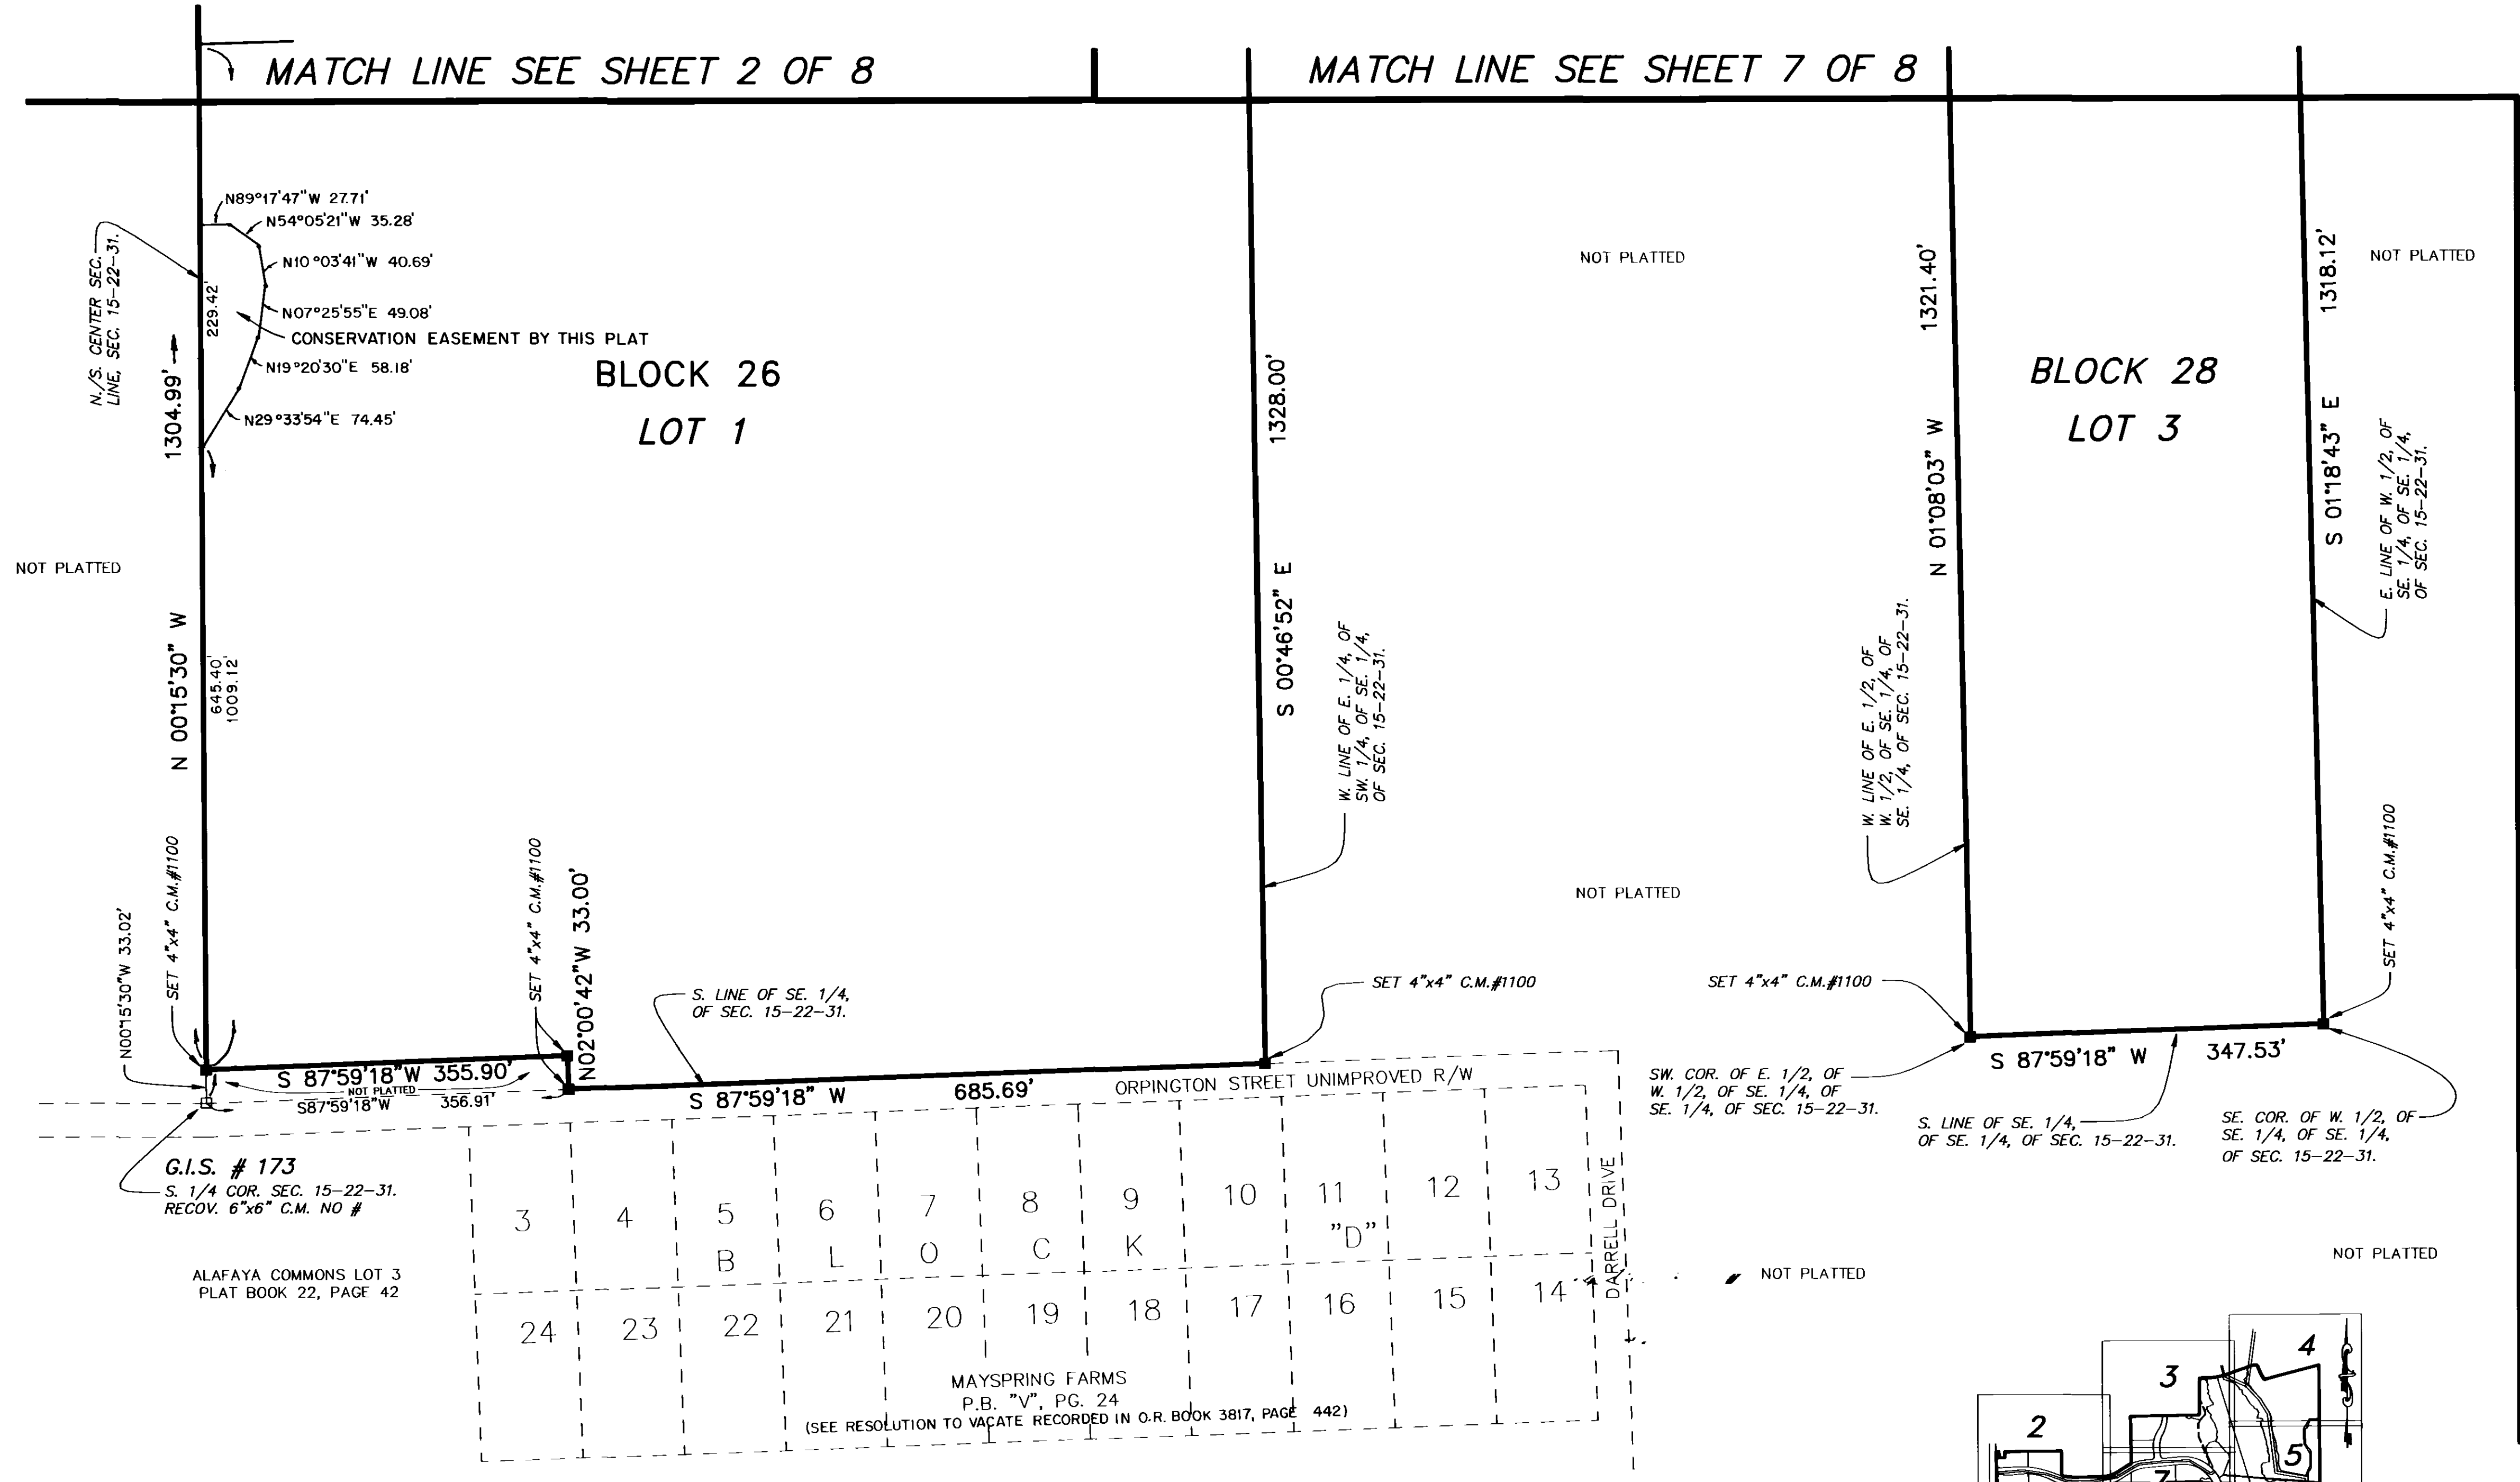 MATCH LINE SEE SHEET 2 OF 8
MATCH LINE SEE SHEET 7 OF 8
N89°17'47"W 27.71'
N54°05'21"W 35.28'
N10°03'41"W 40.69'
N07°25'55"E 49.08'
CONSERVATION EASEMENT BY THIS PLAT
N19°20'30"E 58.18'
N29°33'54"E 74.45'
N./S. CENTER SEC.
LINE, SEC. 15-22-31.
229.42'
1304.99'
N 00°15'30" W
645.40'
1009.12'
NOT PLATTED
BLOCK 26
LOT 1
1328.00'
S 00°46'52" E
W. LINE OF E. 1/4, OF
SW. 1/4, OF SE. 1/4,
OF SEC. 15-22-31.
NOT PLATTED
1321.40'
N 01°08'03" W
W. LINE OF E. 1/2, OF
W. 1/2, OF SE. 1/4, OF
SE. 1/4, OF SEC. 15-22-31.
BLOCK 28
LOT 3
1318.12'
S 01°18'43" E
NOT PLATTED
E. LINE OF W. 1/2, OF
SE. 1/4, OF SE. 1/4,
OF SEC. 15-22-31.
NOT PLATTED
N00°15'30"W 33.02'
SET 4"x4" C.M.#1100
SET 4"x4" C.M.#1100
N02°00'42"W 33.00'
S. LINE OF SE. 1/4,
OF SEC. 15-22-31.
SET 4"x4" C.M.#1100
SET 4"x4" C.M.#1100
SET 4"x4" C.M.#1100
S 87°59'18" W 355.90'
NOT PLATTED
S87°59'18"W 356.91'
S 87°59'18" W 685.69'
ORPINGTON STREET UNIMPROVED R/W
S 87°59'18" W 347.53'
SW. COR. OF E. 1/2, OF
W. 1/2, OF SE. 1/4, OF
SE. 1/4, OF SEC. 15-22-31.
S. LINE OF SE. 1/4,
OF SE. 1/4, OF SEC. 15-22-31.
SE. COR. OF W. 1/2, OF
SE. 1/4, OF SE. 1/4,
OF SEC. 15-22-31.
G.I.S. # 173
S. 1/4 COR. SEC. 15-22-31.
RECOV. 6"x6" C.M. NO #
ALAFAYA COMMONS LOT 3
PLAT BOOK 22, PAGE 42
3 4 5 6 7 8 9 10 11 12 13
B L O C K "D"
24 23 22 21 20 19 18 17 16 15 14
DARRELL DRIVE
NOT PLATTED
NOT PLATTED
MAYSPRING FARMS
P.B. "V", PG. 24
(SEE RESOLUTION TO VACATE RECORDED IN O.R. BOOK 3817, PAGE 442)
4
3
2
5
7